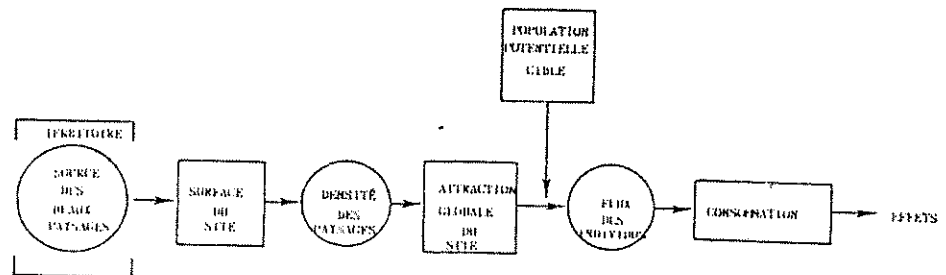 POPULATION
POTENTIELLE
CIBLE
TERRITOIRE
SOURCE
DES
BEAUX
PAYSAGES
SURFACE
DU
SITE
DENSITÉ
DES
PAYSAGES
ATTRACTION
GLOBALE
DU
SITE
FLUX
DES
INDIVIDUS
CONSOMMATION
EFFETS